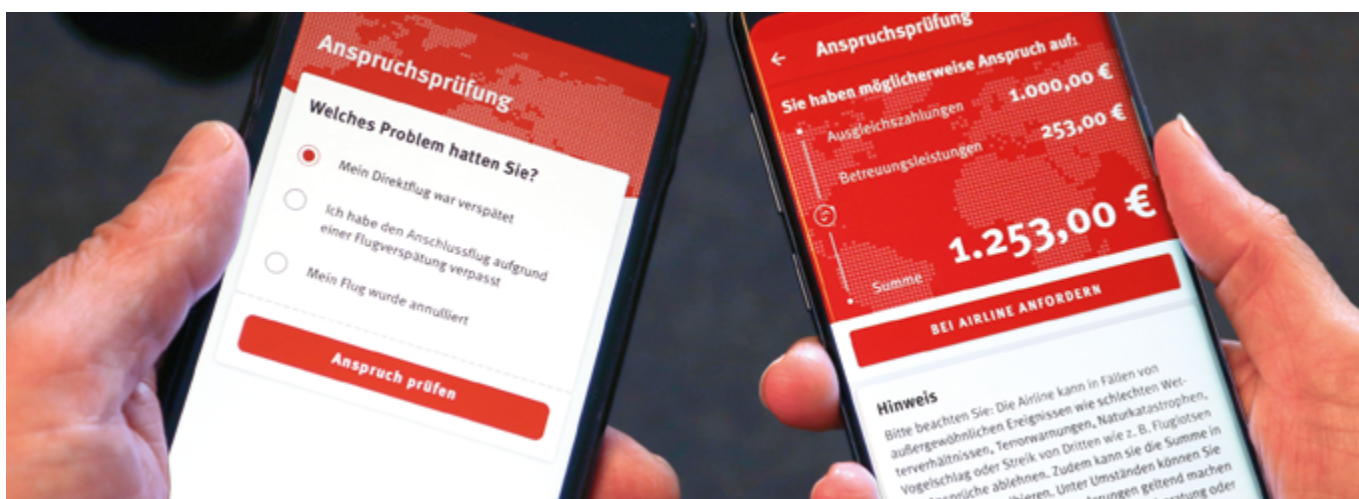 Anspruchsprüfung
Welches Problem hatten Sie?
Mein Direktflug war verspätet
Ich habe den Anschlussflug aufgrund
einer Flugverspätung verpasst
Mein Flug wurde annulliert
Anspruch prüfen
Anspruchsprüfung
Sie haben möglicherweise Anspruch auf:
Ausgleichszahlungen 1.000,00 €
Betreuungsleistungen 253,00 €
Summe 1.253,00 €
BEI AIRLINE ANFORDERN
Hinweis
Bitte beachten Sie: Die Airline kann in Fällen von
außergewöhnlichen Ereignissen wie schlechten Wet-
terverhältnissen, Terrorwarnungen, Naturkatastrophen,
Vogelschlag oder Streik von Dritten wie z. B. Fluglotsen
ablehnen. Zudem kann sie die Summe in
Unter Umständen können Sie
geltend machen
oder